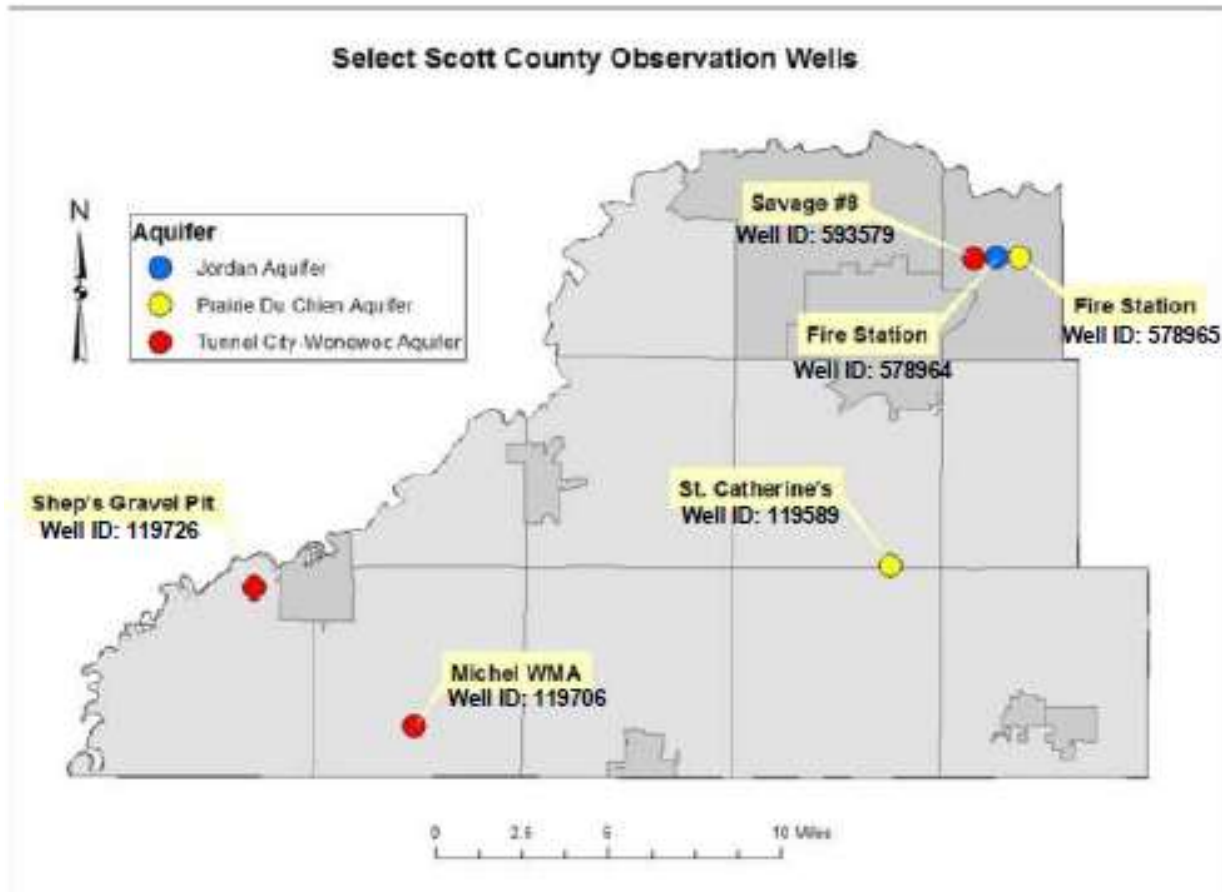 Select Scott County Observation Wells
N
Aquifer
Jordan Aquifer
Prairie Du Chien Aquifer
Tunnel City-Wonewoc Aquifer
Savage #8
Well ID: 593579
Fire Station
Well ID: 578964
Fire Station
Well ID: 578965
Shep's Gravel Pit
Well ID: 119726
St. Catherine's
Well ID: 119589
Michel WMA
Well ID: 119706
0 2.5 5 10 Miles